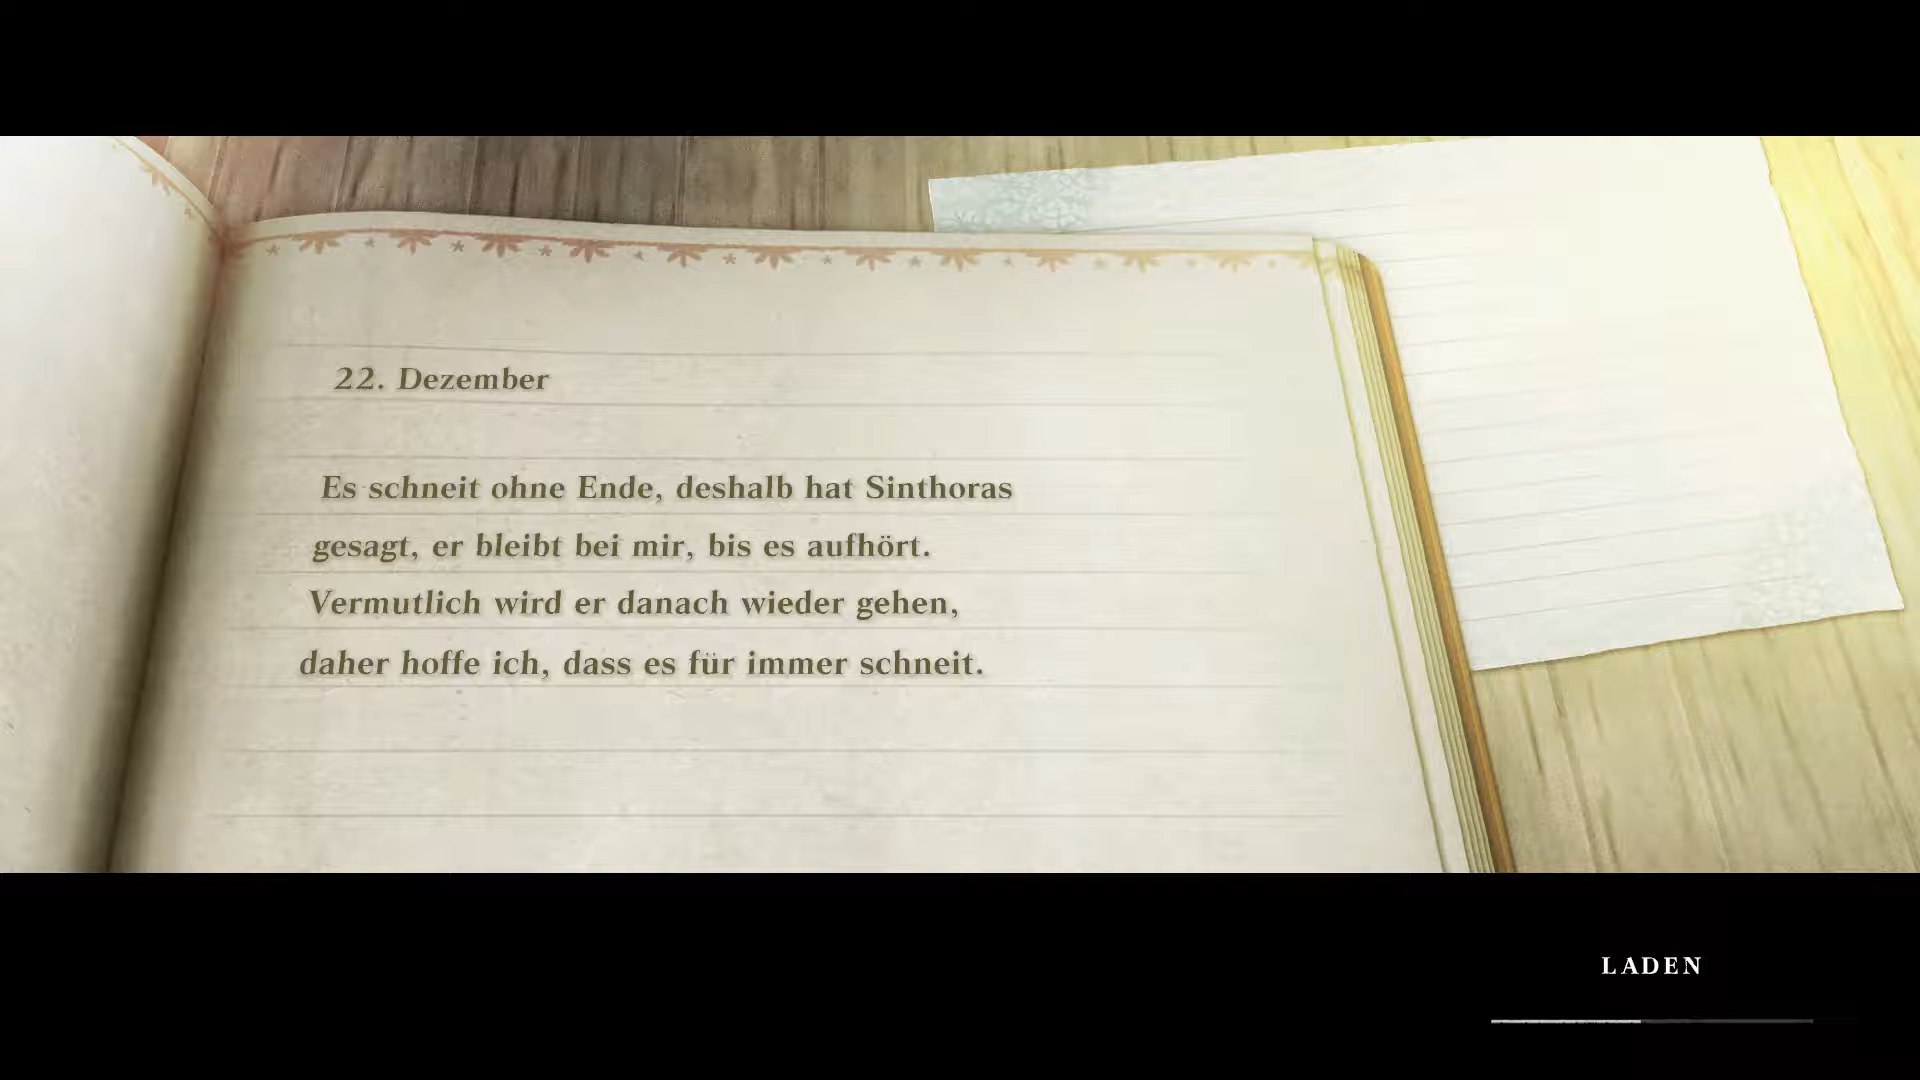 22. Dezember
Es schneit ohne Ende, deshalb hat Sinthoras
gesagt, er bleibt bei mir, bis es aufhört.
Vermutlich wird er danach wieder gehen,
daher hoffe ich, dass es für immer schneit.
LADEN